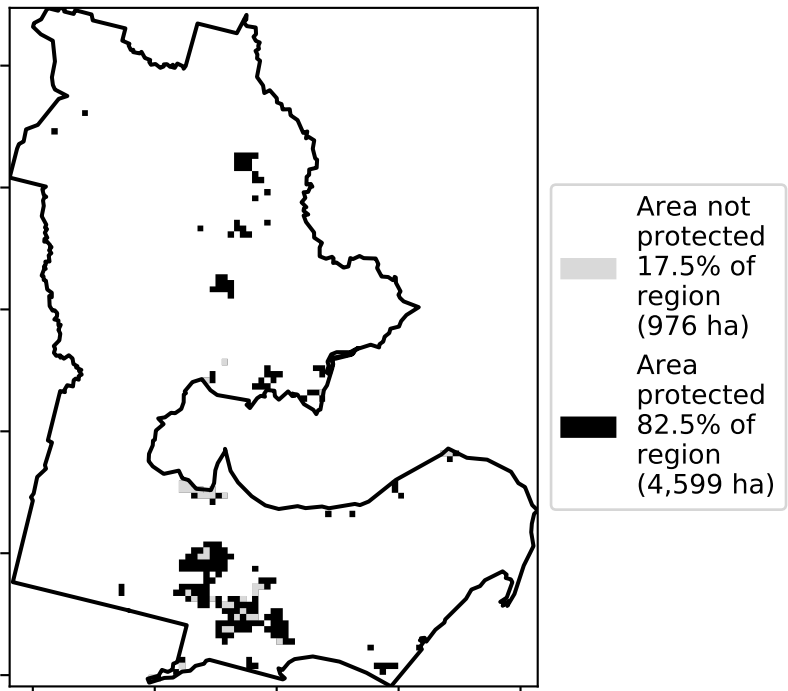 Area not
protected
17.5% of
region
(976 ha)
Area
protected
82.5% of
region
(4,599 ha)